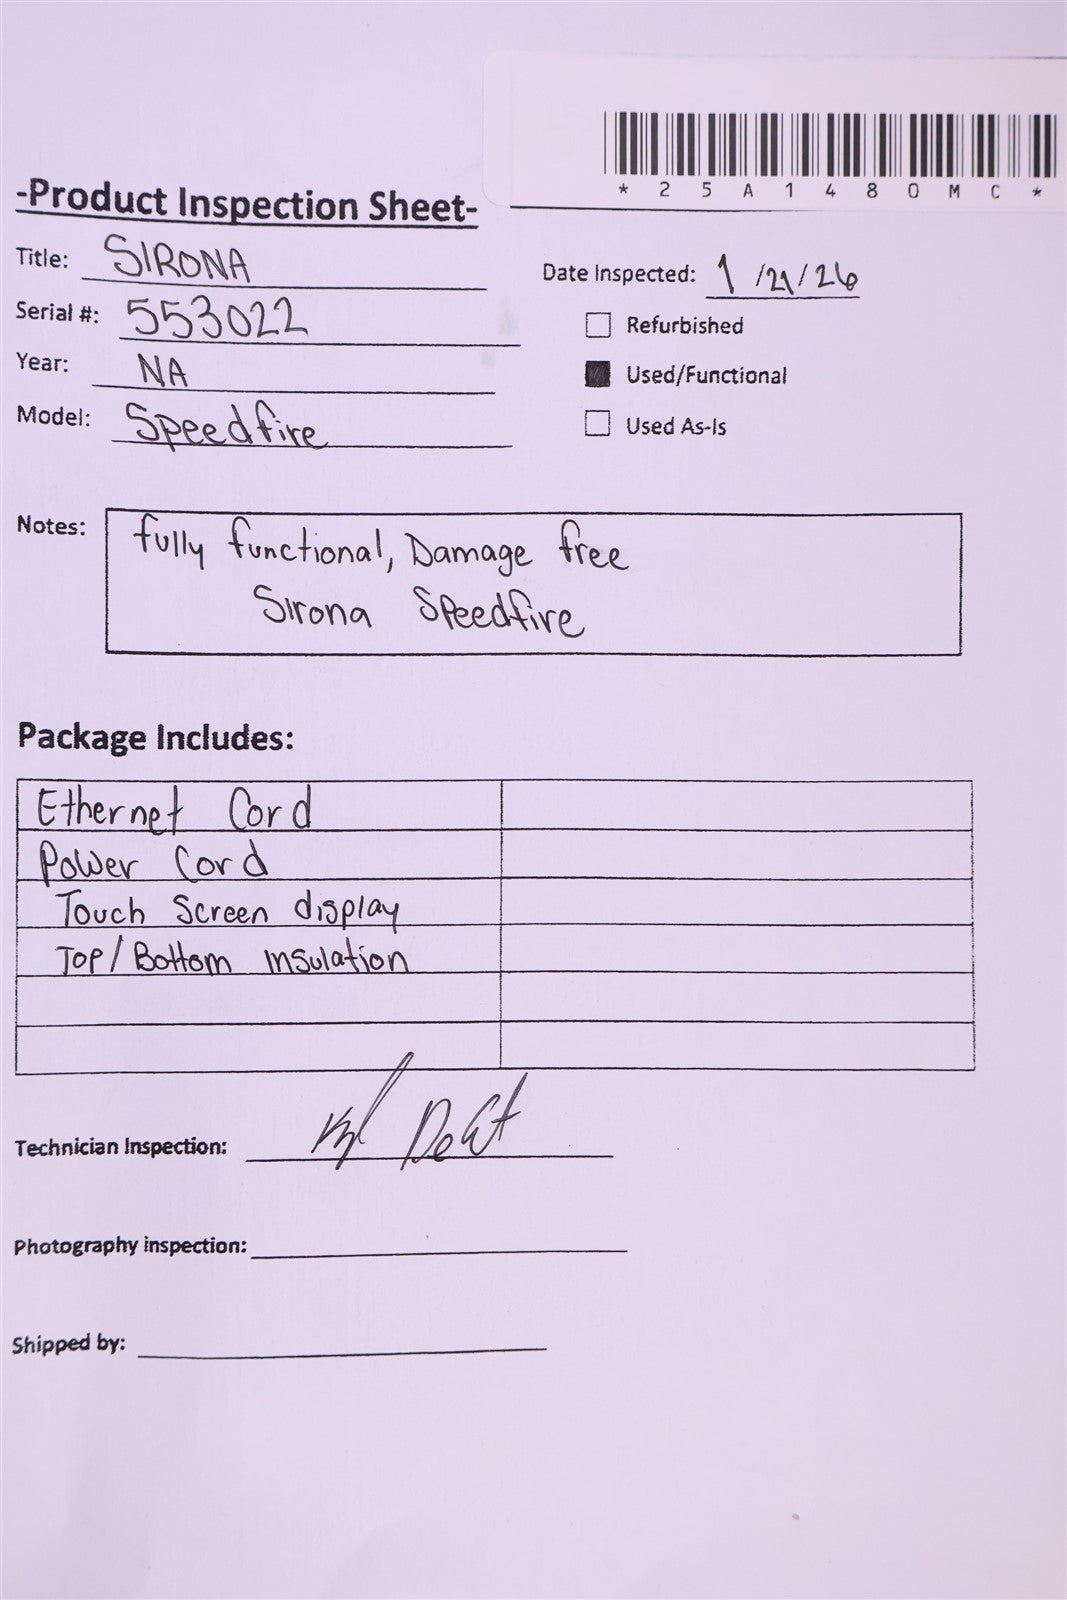 *25A1480MC*
-Product Inspection Sheet-
Title: SIRONA
Date Inspected: 1/21/26
Serial #: 553022
Refurbished
Year: NA
Used/Functional
Model: Speedfire
Used As-Is
Notes: fully functional, Damage free
Sirona Speedfire
Package Includes:
Ethernet Cord
Power Cord
Touch Screen display
Top/Bottom insulation
Technician Inspection:
Photography inspection:
Shipped by: